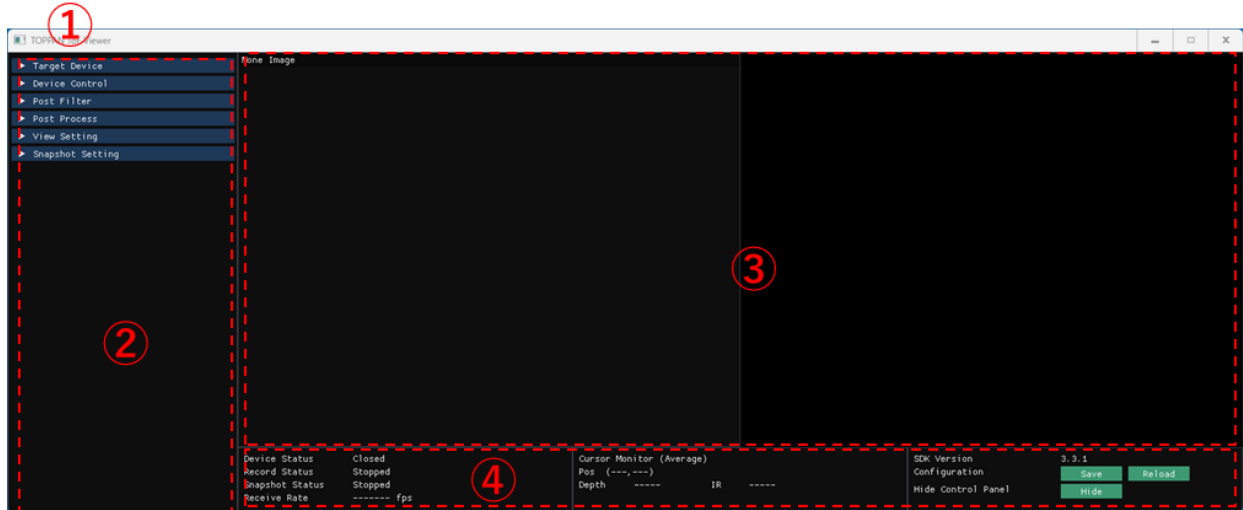 ①
TOPPAN Viewer
Target Device
Device Control
Post Filter
Post Process
View Setting
Snapshot Setting
②
None Image
③
Device Status Closed
Record Status Stopped
Snapshot Status Stopped
Receive Rate ------- fps
④
Cursor Monitor (Average)
Pos (---,---)
Depth ----- IR -----
SDK Version 3.3.1
Configuration Save Reload
Hide Control Panel Hide